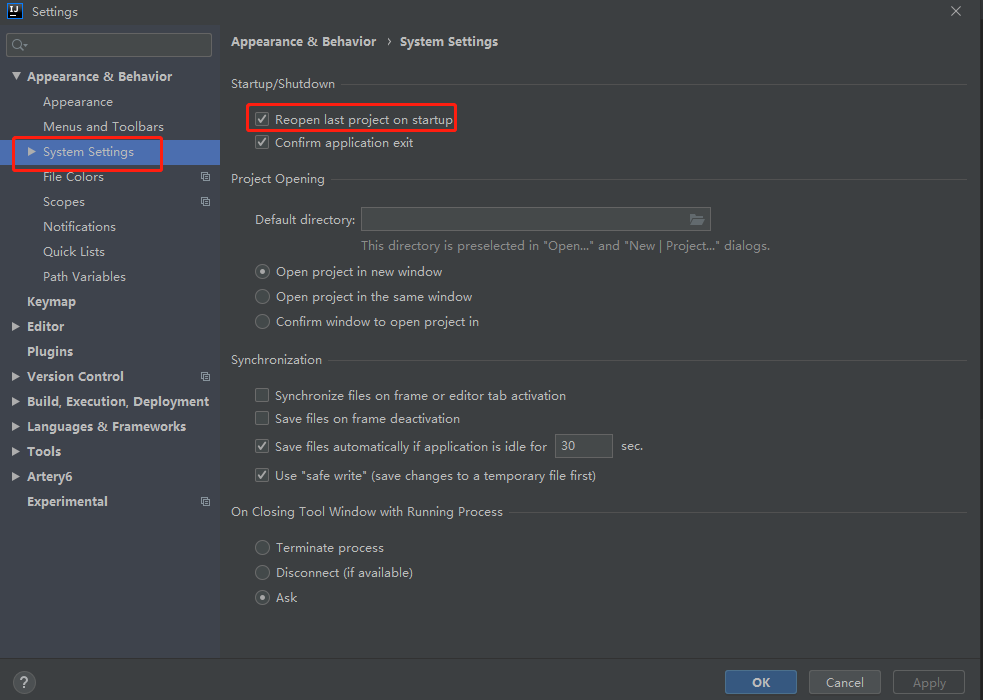 IJ
Settings
Appearance & Behavior
Appearance
Menus and Toolbars
System Settings
File Colors
Scopes
Notifications
Quick Lists
Path Variables
Keymap
Editor
Plugins
Version Control
Build, Execution, Deployment
Languages & Frameworks
Tools
Artery6
Experimental
Appearance & Behavior › System Settings
Startup/Shutdown
Reopen last project on startup
Confirm application exit
Project Opening
Default directory:
This directory is preselected in "Open..." and "New | Project..." dialogs.
Open project in new window
Open project in the same window
Confirm window to open project in
Synchronization
Synchronize files on frame or editor tab activation
Save files on frame deactivation
Save files automatically if application is idle for 30 sec.
Use "safe write" (save changes to a temporary file first)
On Closing Tool Window with Running Process
Terminate process
Disconnect (if available)
Ask
?
OK
Cancel
Apply